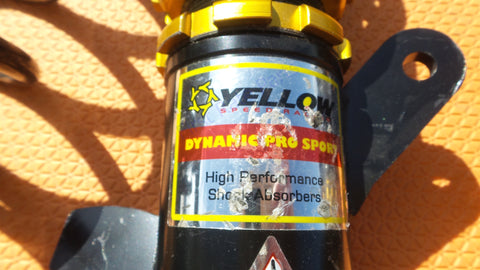 YELLOW
SPEED RACING
DYNAMIC PRO SPORT
High Performance
Shock Absorbers